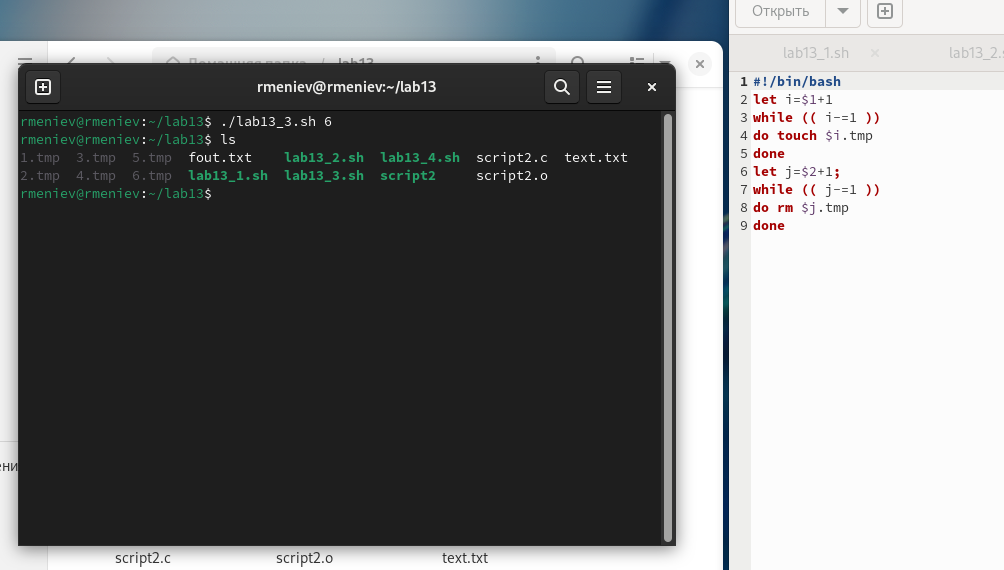 Открыть
lab13_1.sh
lab13_2.s
rmeniev@rmeniev:~/lab13
rmeniev@rmeniev:~/lab13$ ./lab13_3.sh 6
rmeniev@rmeniev:~/lab13$ ls
1.tmp 3.tmp 5.tmp fout.txt lab13_2.sh lab13_4.sh script2.c text.txt
2.tmp 4.tmp 6.tmp lab13_1.sh lab13_3.sh script2 script2.o
rmeniev@rmeniev:~/lab13$
1 #!/bin/bash
2 let i=$1+1
3 while (( i-=1 ))
4 do touch $i.tmp
5 done
6 let j=$2+1;
7 while (( j-=1 ))
8 do rm $j.tmp
9 done
script2.c script2.o text.txt